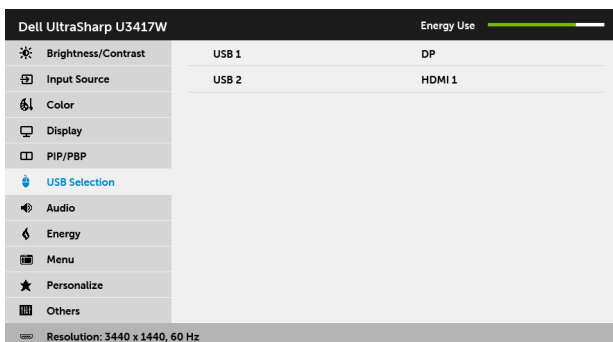 Dell UltraSharp U3417W Energy Use
Brightness/Contrast USB 1 DP
Input Source USB 2 HDMI 1
Color
Display
PIP/PBP
USB Selection
Audio
Energy
Menu
Personalize
Others
Resolution: 3440 x 1440, 60 Hz